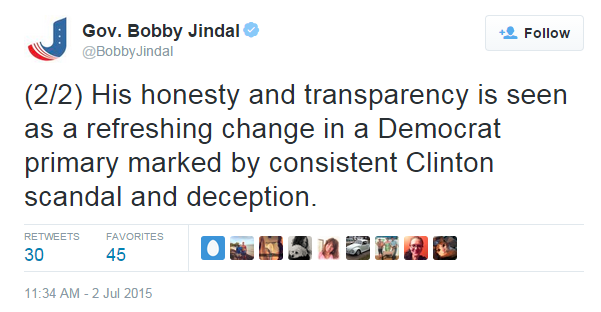 Gov. Bobby Jindal
@BobbyJindal
Follow
(2/2) His honesty and transparency is seen
as a refreshing change in a Democrat
primary marked by consistent Clinton
scandal and deception.
RETWEETS FAVORITES
30 45
11:34 AM - 2 Jul 2015